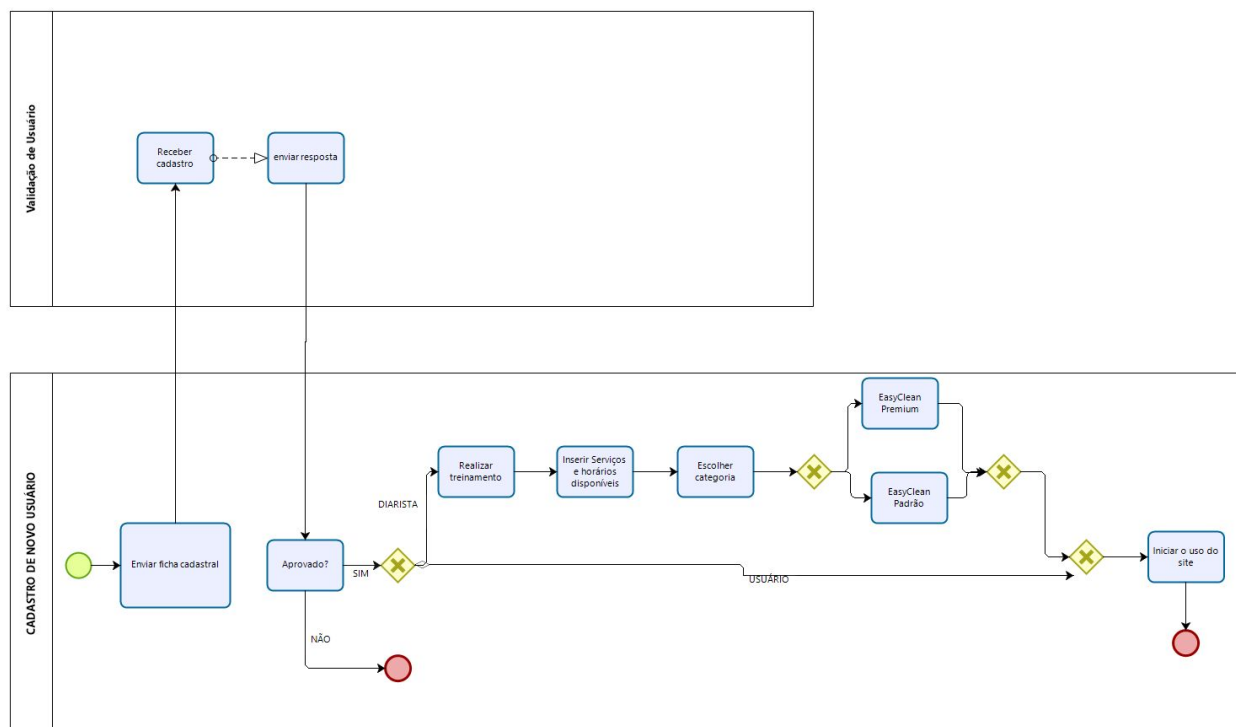 Validação de Usuário
Receber
cadastro
enviar resposta
CADASTRO DE NOVO USUÁRIO
Enviar ficha cadastral
Aprovado?
SIM
NÃO
DIARISTA
USUÁRIO
Realizar
treinamento
Inserir Serviços
e horários
disponíveis
Escolher
categoria
EasyClean
Premium
EasyClean
Padrão
Iniciar o uso do
site